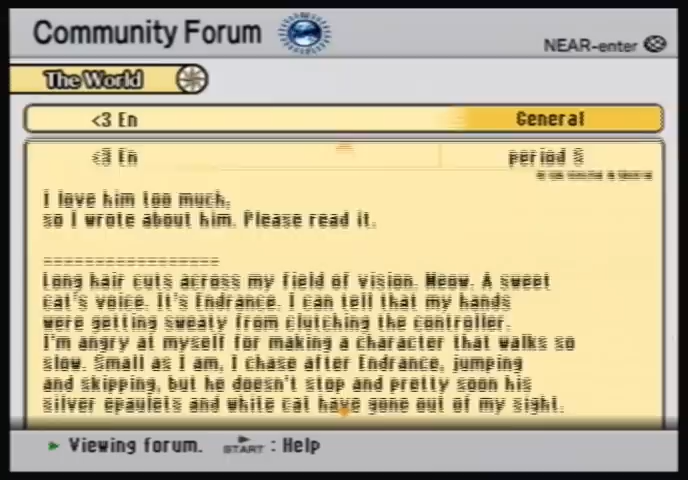 Community Forum
NEAR-enter
The World
<3 En General
<3 En period S
I love him too much,
so I wrote about him. Please read it.
=================
Long hair cuts across my field of vision. Meow. A sweet
cat's voice. It's Endrance. I can tell that my hands
were getting sweaty from clutching the controller.
I'm angry at myself for making a character that walks so
slow. Small as I am, I chase after Endrance, jumping
and skipping, but he doesn't stop and pretty soon his
silver epaulets and white cat have gone out of my sight.
Viewing forum. START : Help